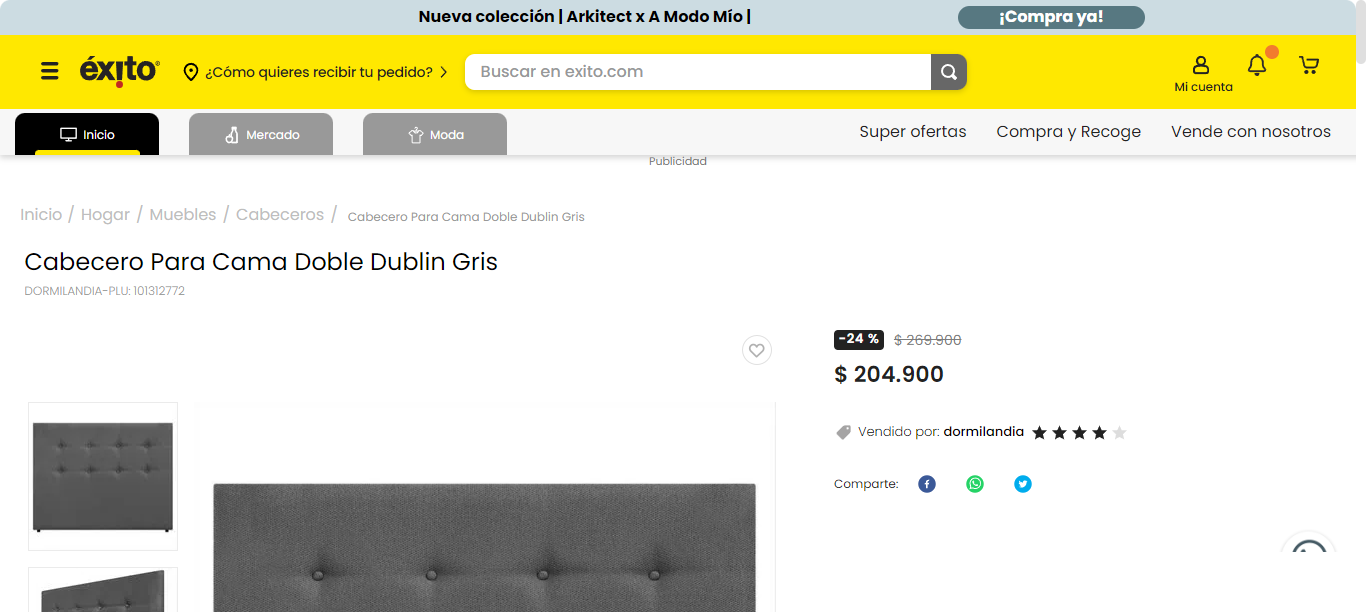 Nueva colección | Arkitect x A Modo Mío |
¡Compra ya!
éxito
¿Cómo quieres recibir tu pedido?
Buscar en exito.com
Mi cuenta
Inicio
Mercado
Moda
Super ofertas
Compra y Recoge
Vende con nosotros
Publicidad
Inicio / Hogar / Muebles / Cabeceros / Cabecero Para Cama Doble Dublin Gris
Cabecero Para Cama Doble Dublin Gris
DORMILANDIA-PLU: 101312772
-24 % $ 269.900
$ 204.900
Vendido por: dormilandia
Comparte: